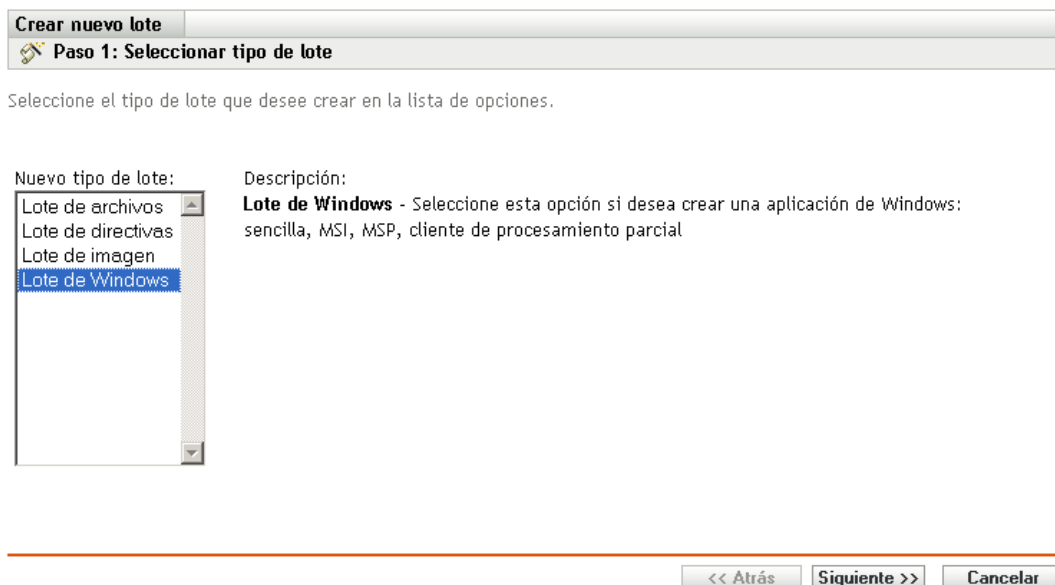 Crear nuevo lote
Paso 1: Seleccionar tipo de lote
Seleccione el tipo de lote que desee crear en la lista de opciones.
Nuevo tipo de lote:
Lote de archivos
Lote de directivas
Lote de imagen
Lote de Windows
Descripción:
Lote de Windows - Seleccione esta opción si desea crear una aplicación de Windows:
sencilla, MSI, MSP, cliente de procesamiento parcial
<< Atrás Siguiente >> Cancelar